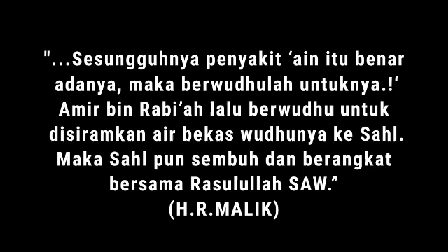 "...Sesungguhnya penyakit ‘ain itu benar
adanya, maka berwudhulah untuknya.!‘
Amir bin Rabi’ah lalu berwudhu untuk
disiramkan air bekas wudhunya ke Sahl.
Maka Sahl pun sembuh dan berangkat
bersama Rasulullah SAW.”
(H.R.MALIK)